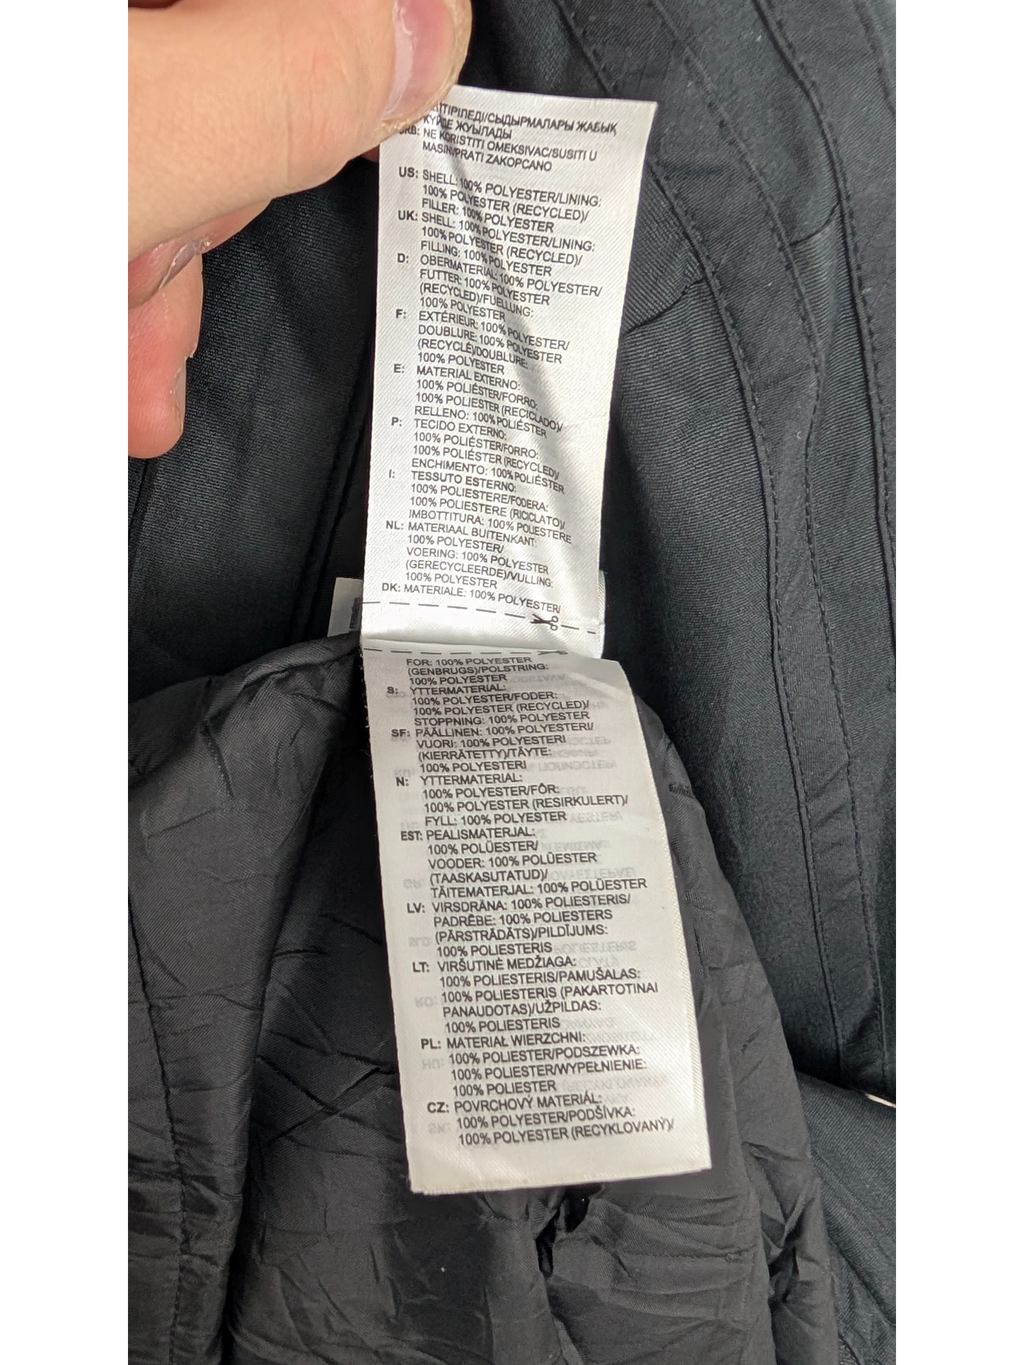 КҮЙДЕ ЖУЫЛАДЫ
SRB: NE KORISTITI OMEKSIVAC/SUSITI U
MASINI/PRATI ZAKOPCANO
US: SHELL: 100% POLYESTER/LINING:
100% POLYESTER (RECYCLED)/
FILLER: 100% POLYESTER
UK: SHELL: 100% POLYESTER/LINING:
100% POLYESTER (RECYCLED)/
FILLING: 100% POLYESTER
D: OBERMATERIAL: 100% POLYESTER/
FUTTER: 100% POLYESTER
(RECYCLED)/FUELLUNG:
100% POLYESTER
F: EXTÉRIEUR: 100% POLYESTER/
DOUBLURE: 100% POLYESTER
(RECYCLÉ)/DOUBLURE:
100% POLYESTER
E: MATERIAL EXTERNO:
100% POLIÉSTER/FORRO:
100% POLIÉSTER (RECICLADO)/
RELLENO: 100% POLIÉSTER
P: TECIDO EXTERNO:
100% POLIÉSTER/FORRO:
100% POLIÉSTER (RECYCLED)/
ENCHIMENTO: 100% POLIÉSTER
I: TESSUTO ESTERNO:
100% POLIESTERE/FODERA:
100% POLIESTERE (RICICLATO)/
IMBOTTITURA: 100% POLIESTERE
NL: MATERIAAL BUITENKANT:
100% POLYESTER/
VOERING: 100% POLYESTER
(GERECYCLEERDE)/VULLING:
100% POLYESTER
DK: MATERIALE: 100% POLYESTER/
FOR: 100% POLYESTER
(GENBRUGS)/POLSTRING:
100% POLYESTER
S: YTTERMATERIAL:
100% POLYESTER/FODER:
100% POLYESTER (RECYCLED)/
STOPPNING: 100% POLYESTER
SF: PÄÄLLINEN: 100% POLYESTERI/
VUORI: 100% POLYESTERI
(KIERRÄTETTY)/TÄYTE:
100% POLYESTERI
N: YTTERMATERIAL:
100% POLYESTER/FÔR:
100% POLYESTER (RESIRKULERT)/
FYLL: 100% POLYESTER
EST: PEALISMATERJAL:
100% POLÜESTER/
VOODER: 100% POLÜESTER
(TAASKASUTATUD)/
TÄITEMATERJAL: 100% POLÜESTER
LV: VIRSDRĀNA: 100% POLIESTERIS/
PADRĒBE: 100% POLIESTERS
(PĀRSTRĀDĀTS)/PILDĪJUMS:
100% POLIESTERIS
LT: VIRŠUTINĖ MEDŽIAGA:
100% POLIESTERIS/PAMUŠALAS:
100% POLIESTERIS (PAKARTOTINAI
PANAUDOTAS)/UŽPILDAS:
100% POLIESTERIS
PL: MATERIAŁ WIERZCHNI:
100% POLIESTER/PODSZEWKA:
100% POLIESTER/WYPEŁNIENIE:
100% POLIESTER
CZ: POVRCHOVÝ MATERIÁL:
100% POLYESTER/PODŠÍVKA:
100% POLYESTER (RECYKLOVANÝ)/